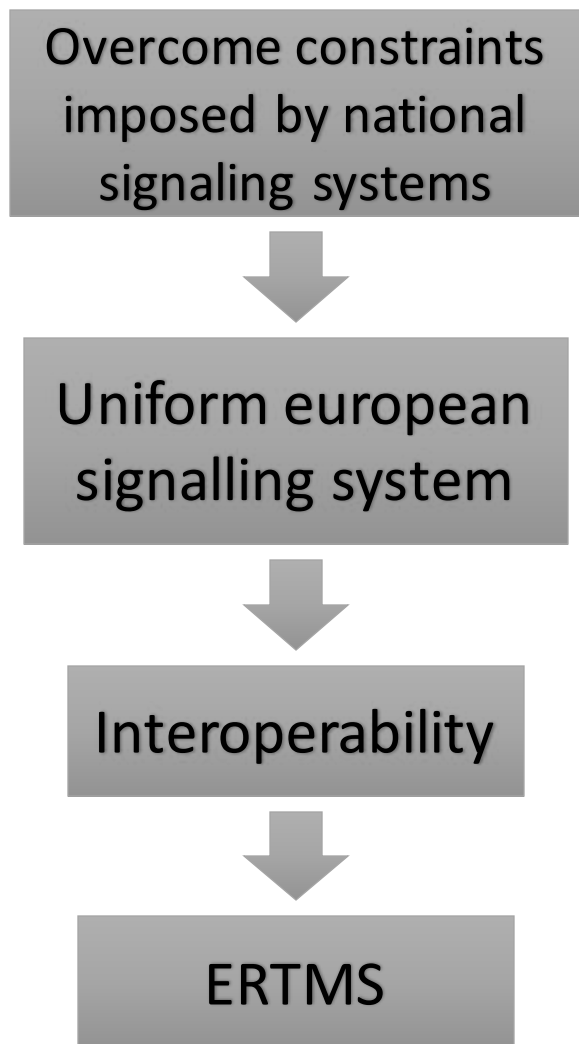 Overcome constraints
imposed by national
signaling systems
Uniform european
signalling system
Interoperability
ERTMS